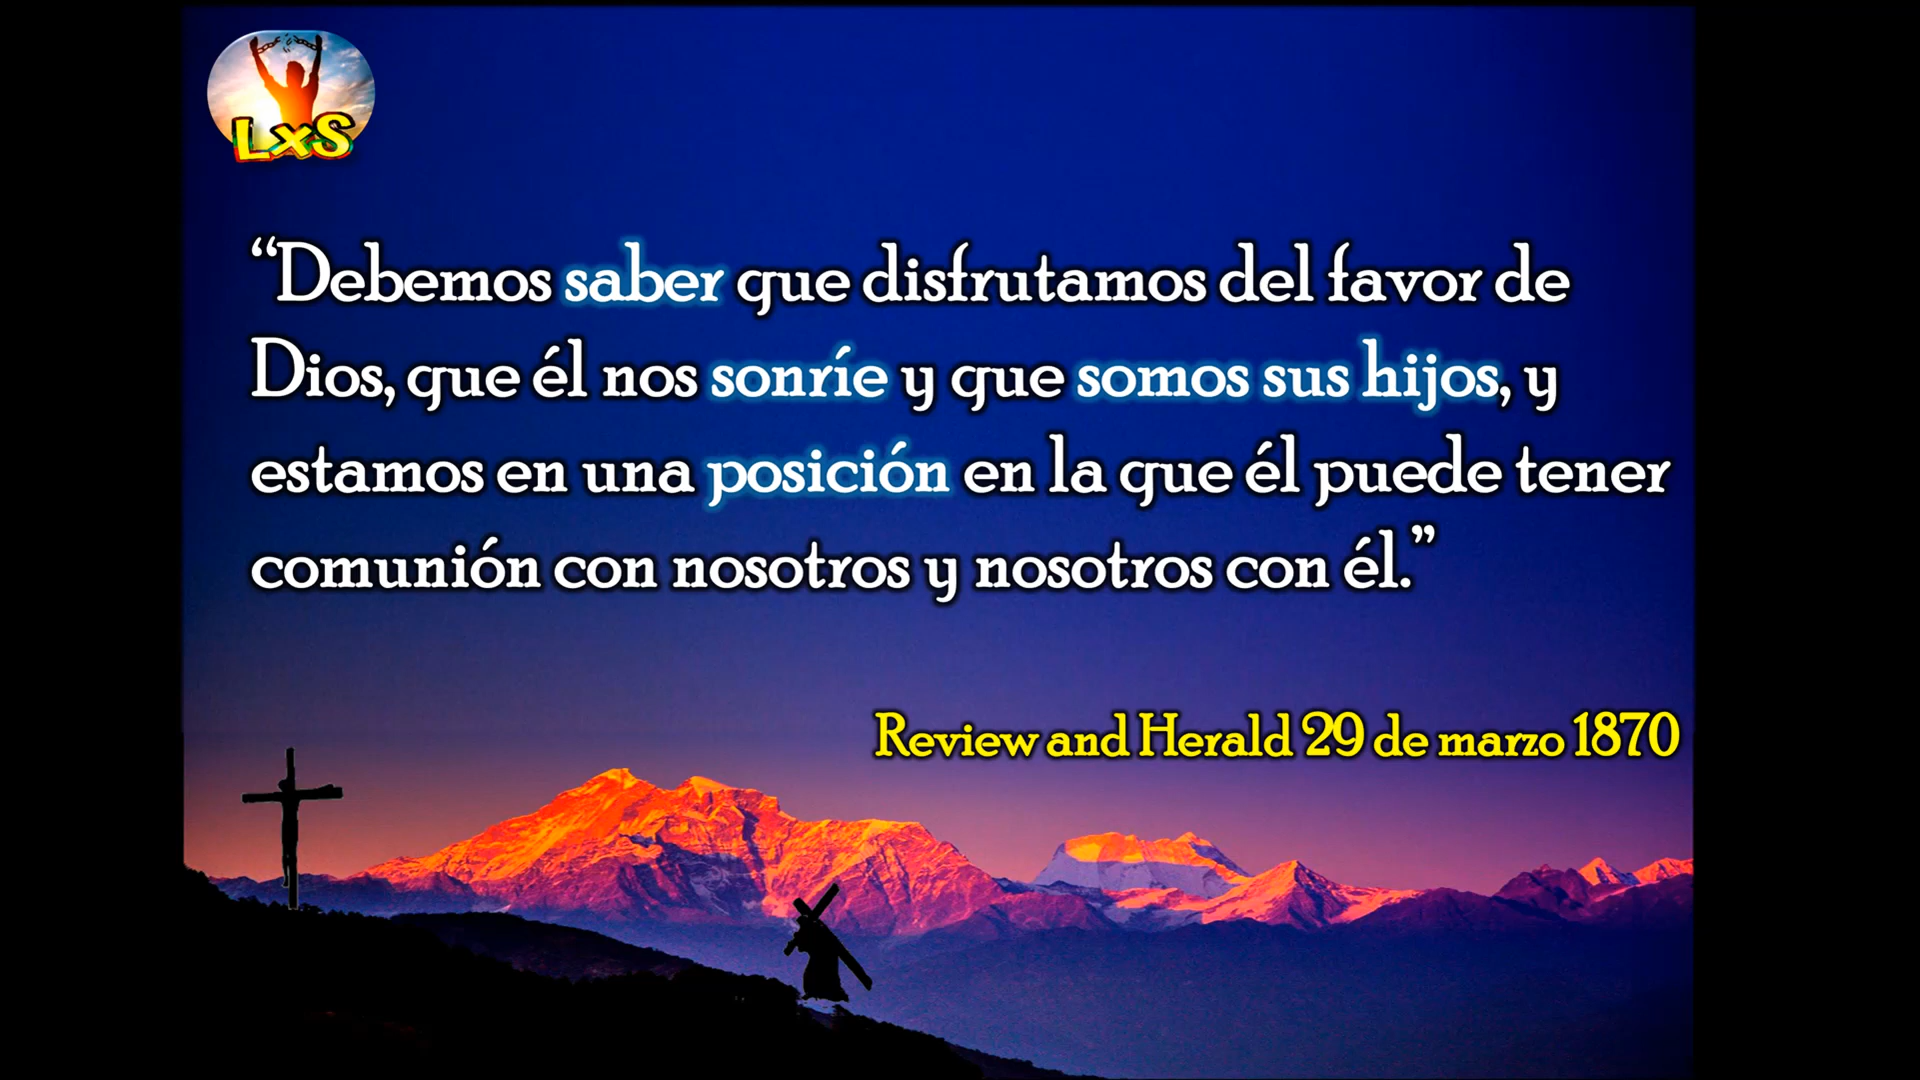 LxS
“Debemos saber que disfrutamos del favor de
Dios, que él nos sonríe y que somos sus hijos, y
estamos en una posición en la que él puede tener
comunión con nosotros y nosotros con él.”
Review and Herald 29 de marzo 1870